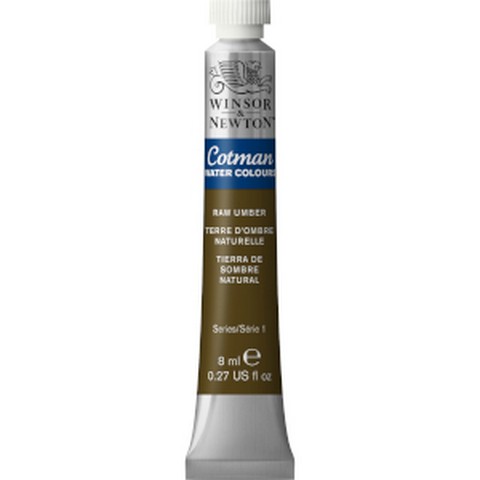 WINSOR
&
NEWTON™
Cotman
WATER COLOURS
RAW UMBER
TERRE D'OMBRE
NATURELLE
TIERRA DE
SOMBRE
NATURAL
Series/Série 1
8 ml e
0.27 US fl oz